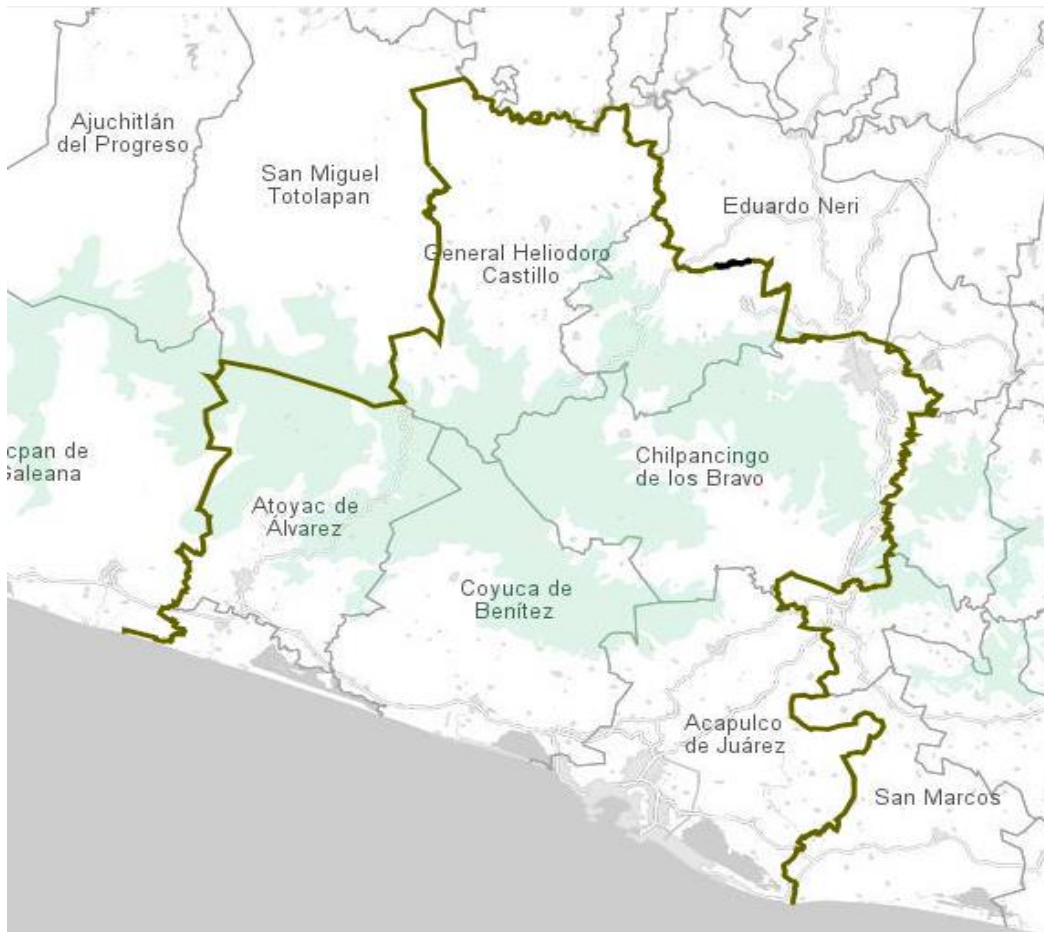 Ajuchitlán
del Progreso
San Miguel
Totolapan
Eduardo Neri
General Heliodoro
Castillo
cpan de
Galeana
Chilpancingo
de los Bravo
Atoyac de
Álvarez
Coyuca de
Benítez
Acapulco
de Juárez
San Marcos